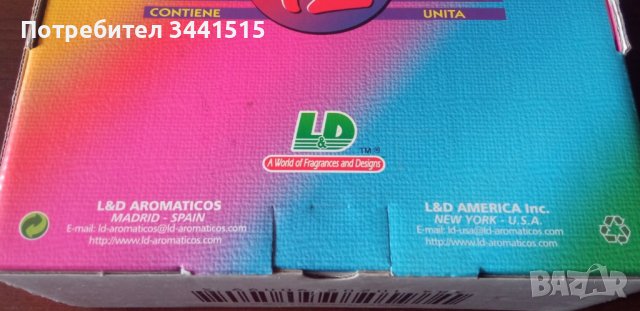 Потребител 3441515
CONTIENE
UNITA
12
L&D
TM ®
A World of Fragrances and Designs
L&D AROMATICOS
MADRID - SPAIN
E-mail: ld-aromaticos@ld-aromaticos.com
http://www.ld-aromaticos.com
L&D AMERICA Inc.
NEW YORK - U.S.A.
E-mail: ld-usa@ld-aromaticos.com
http://www.ld-aromaticos.com
BAZAR